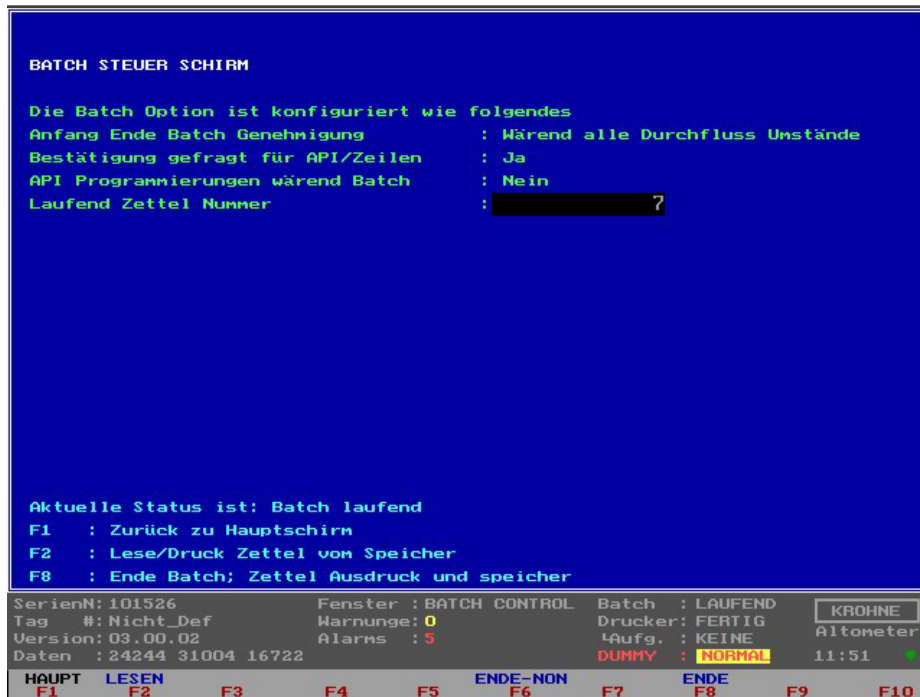 BATCH STEUER SCHIRM
Die Batch Option ist konfiguriert wie folgendes
Anfang Ende Batch Genehmigung : Wärend alle Durchfluss Umstände
Bestätigung gefragt für API/Zeilen : Ja
API Programmierungen wärend Batch : Nein
Laufend Zettel Nummer : 7
Aktuelle Status ist: Batch laufend
F1 : Zurück zu Hauptschirm
F2 : Lese/Druck Zettel vom Speicher
F8 : Ende Batch; Zettel Ausdruck und speicher
SerienN: 101526 Fenster : BATCH CONTROL Batch : LAUFEND KROHNE
Tag #: Nicht_Def Warnunge: 0 Drucker: FERTIG Altometer
Version: 03.00.02 Alarms : 5 Aufg. : KEINE
Daten : 24244 31004 16722 DUMMY : NORMAL 11:51
HAUPT LESEN ENDE-NON ENDE
F1 F2 F3 F4 F5 F6 F7 F8 F9 F10